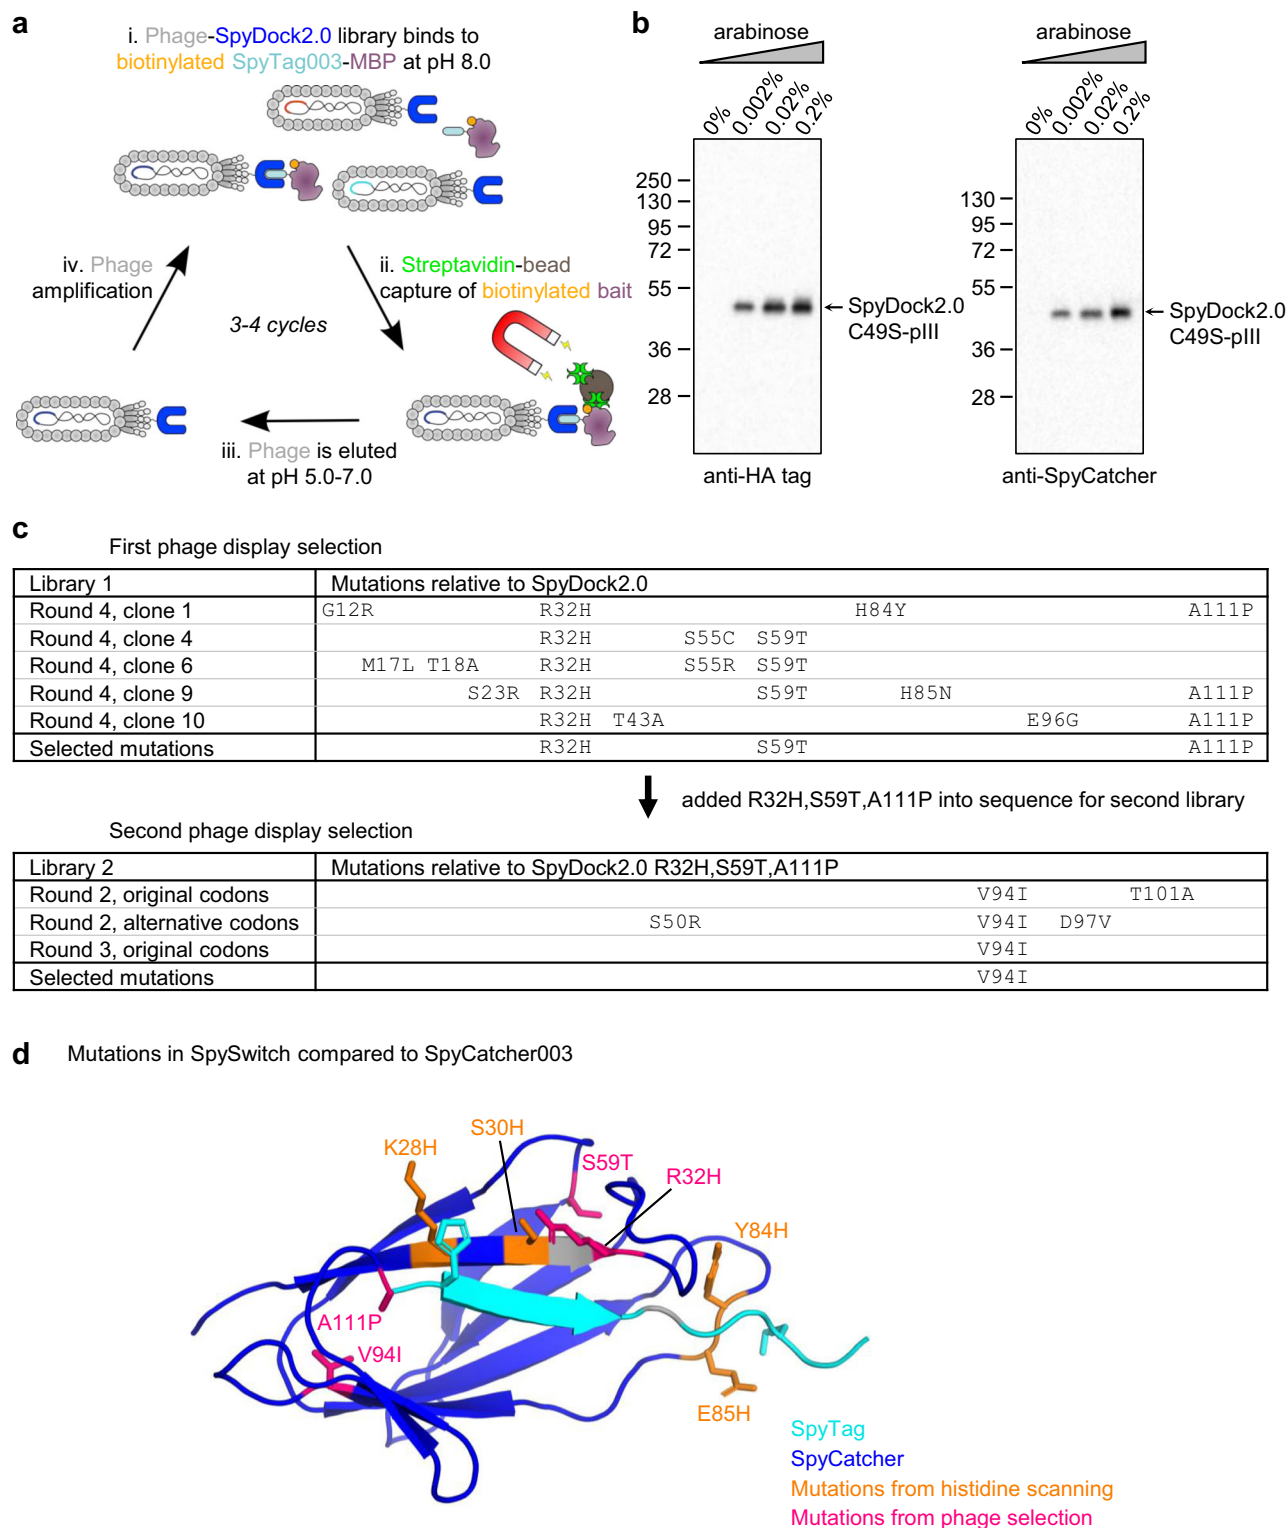 a
i. Phage-SpyDock2.0 library binds to
biotinylated SpyTag003-MBP at pH 8.0
iv. Phage
amplification
3-4 cycles
ii. Streptavidin-bead
capture of biotinylated bait
iii. Phage is eluted
at pH 5.0-7.0
b
arabinose
0% 0.002% 0.02% 0.2%
250
130
95
72
55
36
28
SpyDock2.0
C49S-pIII
anti-HA tag
arabinose
0% 0.002% 0.02% 0.2%
130
95
72
55
36
28
SpyDock2.0
C49S-pIII
anti-SpyCatcher
c
First phage display selection
Library 1 Mutations relative to SpyDock2.0
Round 4, clone 1 G12R R32H H84Y A111P
Round 4, clone 4 R32H S55C S59T
Round 4, clone 6 M17L T18A R32H S55R S59T
Round 4, clone 9 S23R R32H S59T H85N A111P
Round 4, clone 10 R32H T43A E96G A111P
Selected mutations R32H S59T A111P
added R32H,S59T,A111P into sequence for second library
Second phage display selection
Library 2 Mutations relative to SpyDock2.0 R32H,S59T,A111P
Round 2, original codons V94I T101A
Round 2, alternative codons S50R V94I D97V
Round 3, original codons V94I
Selected mutations V94I
d Mutations in SpySwitch compared to SpyCatcher003
S30H
K28H
S59T
R32H
Y84H
A111P
V94I
E85H
SpyTag
SpyCatcher
Mutations from histidine scanning
Mutations from phage selection